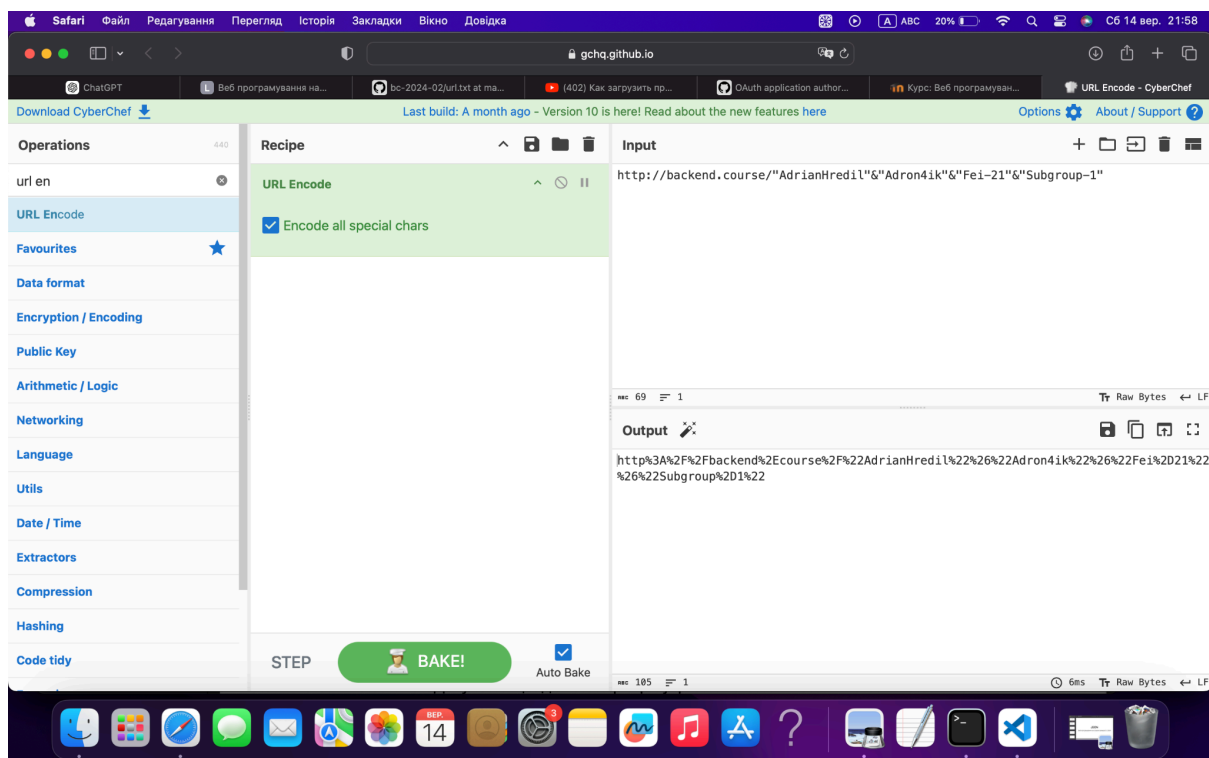 Safari Файл Редагування Перегляд Історія Закладки Вікно Довідка A ABC 20% Сб 14 вер. 21:58
gchq.github.io
ChatGPT L Веб програмування на... bc-2024-02/url.txt at ma... (402) Как загрузить пр... OAuth application author... Курс: Веб програмуван... URL Encode - CyberChef
Download CyberChef Last build: A month ago - Version 10 is here! Read about the new features here Options About / Support ?
Operations 440 Recipe Input
url en
URL Encode
http://backend.course/"AdrianHredil"&"Adron4ik"&"Fei-21"&"Subgroup-1"
URL Encode
Encode all special chars
Favourites
Data format
Encryption / Encoding
Public Key
Arithmetic / Logic
Networking
Language
Utils
Date / Time
Extractors
Compression
Hashing
Code tidy
STEP BAKE! Auto Bake
ABC 69 1 Tт Raw Bytes LF
Output
http%3A%2F%2Fbackend%2Ecourse%2F%22AdrianHredil%22%26%22Adron4ik%22%26%22Fei%2D21%22
%26%22Subgroup%2D1%22
ABC 105 1 6ms Tт Raw Bytes LF
ВЕР.
14
3